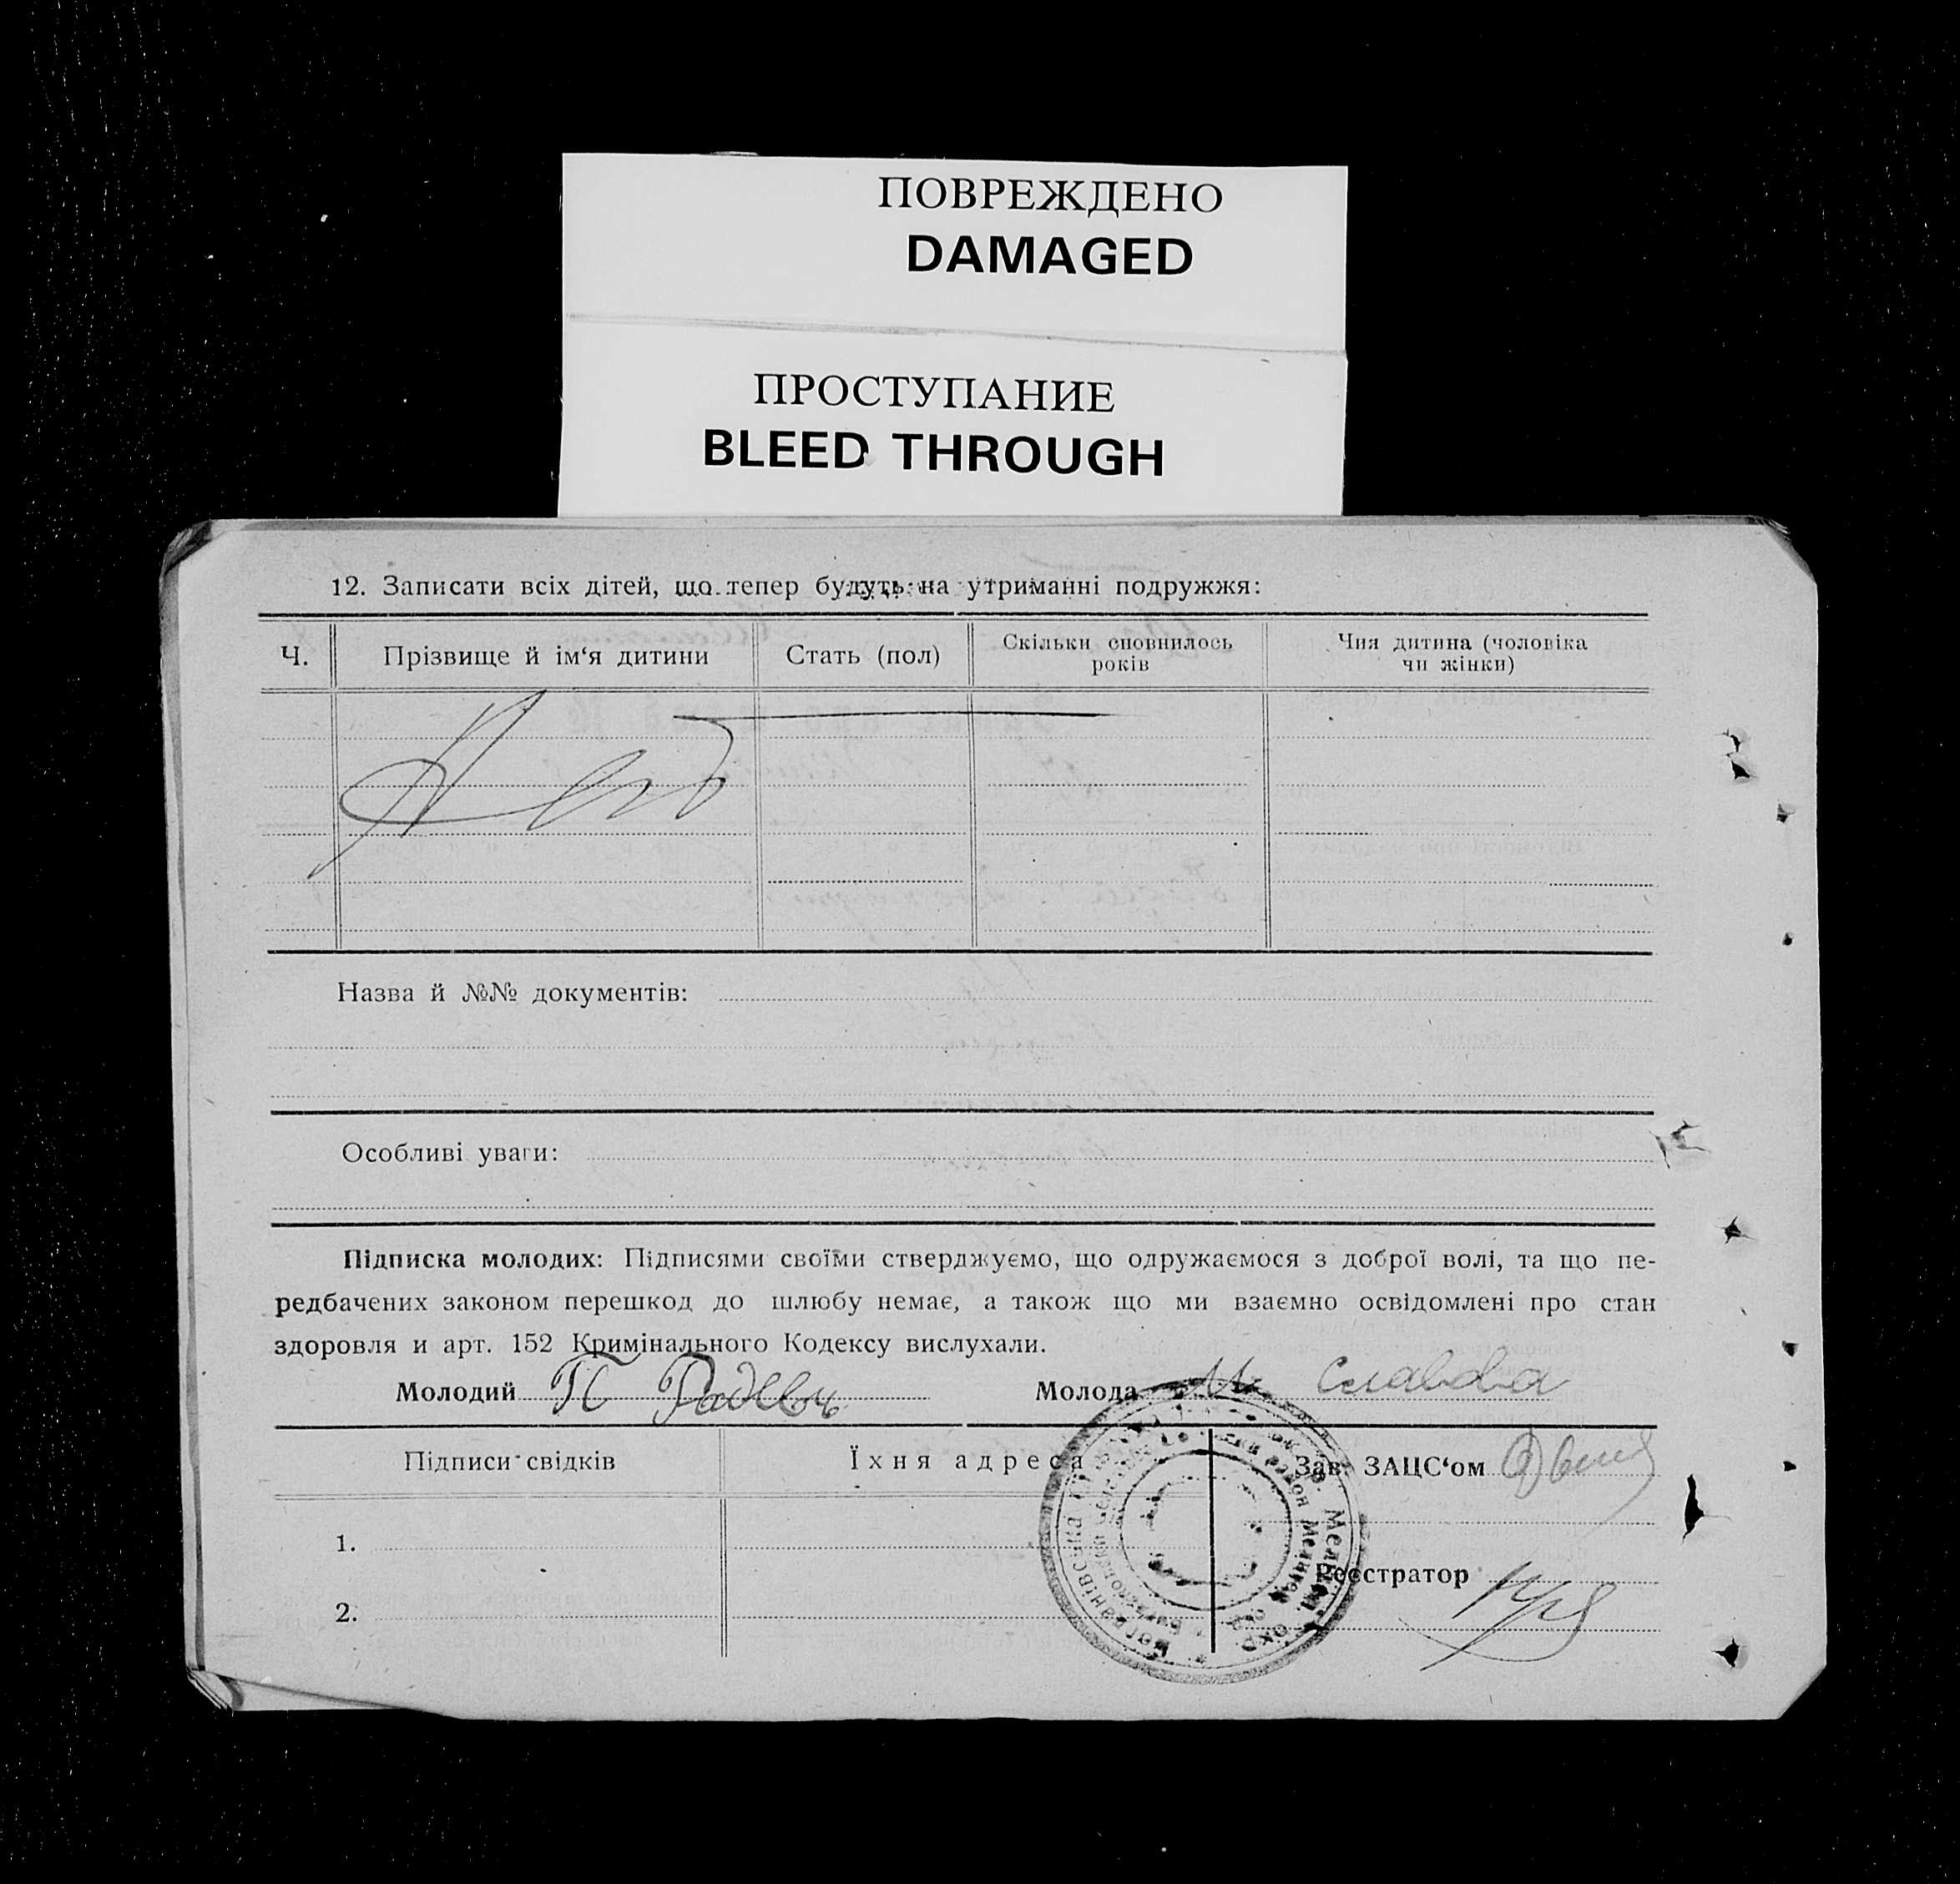 ПОВРЕЖДЕНО
DAMAGED
ПРОСТУПАНИЕ
BLEED THROUGH
12. Записати всіх дітей, що тепер будуть на утриманні подружжя:
Ч.
Прізвище й ім‘я дитини
Стать (пол)
Скільки сповнилось
років
Чия дитина (чоловіка
чи жінки)
Назва й №№ документів:
Особливі уваги:
Підписка молодих: Підписями своїми стверджуємо, що одружаємося з доброї волі, та що пе-
редбачених законом перешкод до шлюбу немає, а також що ми взаємно освідомлені про стан
здоровля и арт. 152 Кримінального Кодексу вислухали.
Молодий
Молода Славова
Підписи свідків
Їхня адреса
Зав. ЗАЦС‘ом
1.
Реєстратор
2.